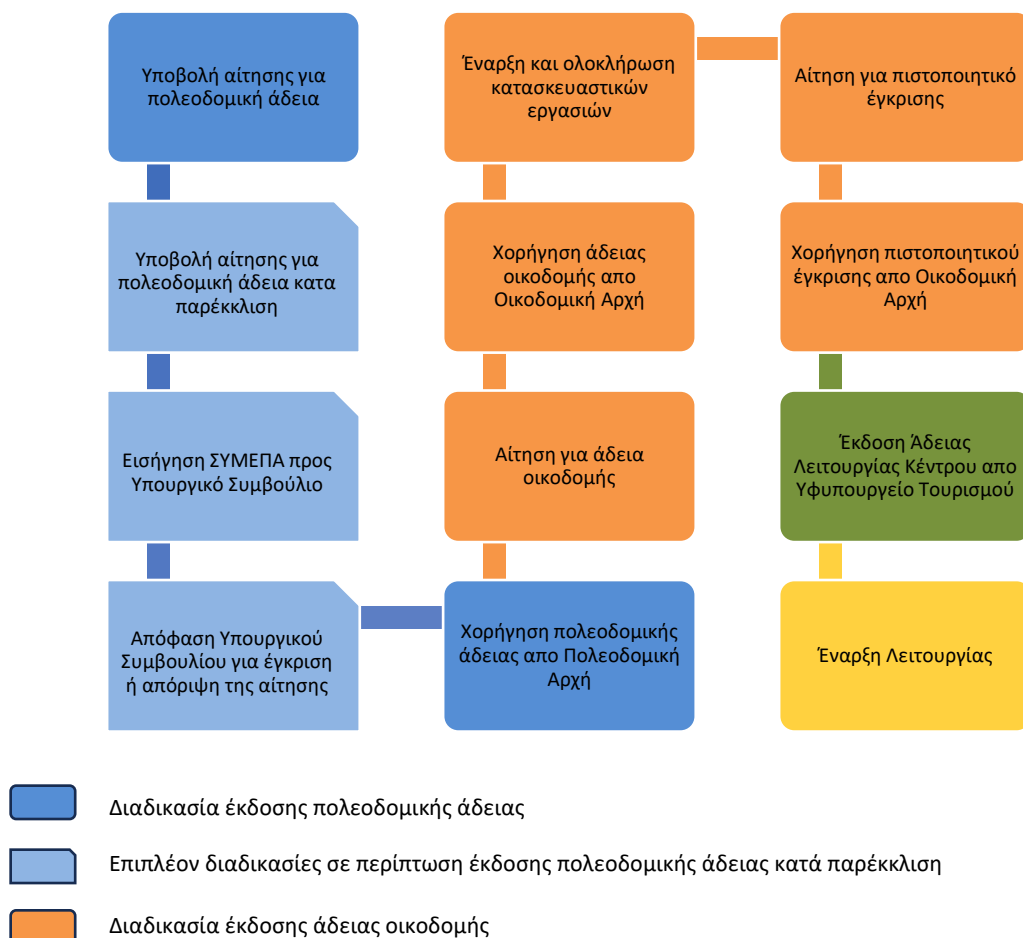 Υποβολή αίτησης για
πολεοδομική άδεια
Υποβολή αίτησης για
πολεοδομική άδεια κατα
παρέκκλιση
Εισήγηση ΣΥΜΕΠΑ προς
Υπουργικό Συμβούλιο
Απόφαση Υπουργικού
Συμβουλίου για έγκριση
ή απόριψη της αίτησης
Χορήγηση πολεοδομικής
άδειας απο Πολεοδομική
Αρχή
Αίτηση για άδεια
οικοδομής
Χορήγηση άδειας
οικοδομής απο
Οικοδομική Αρχή
Έναρξη και ολοκλήρωση
κατασκευαστικών
εργασιών
Αίτηση για πιστοποιητικό
έγκρισης
Χορήγηση πιστοποιητικού
έγκρισης απο Οικοδομική
Αρχή
Έκδοση Άδειας
Λειτουργίας Κέντρου απο
Υφυπουργείο Τουρισμού
Έναρξη Λειτουργίας
Διαδικασία έκδοσης πολεοδομικής άδειας
Επιπλέον διαδικασίες σε περίπτωση έκδοσης πολεοδομικής άδειας κατά παρέκκλιση
Διαδικασία έκδοσης άδειας οικοδομής